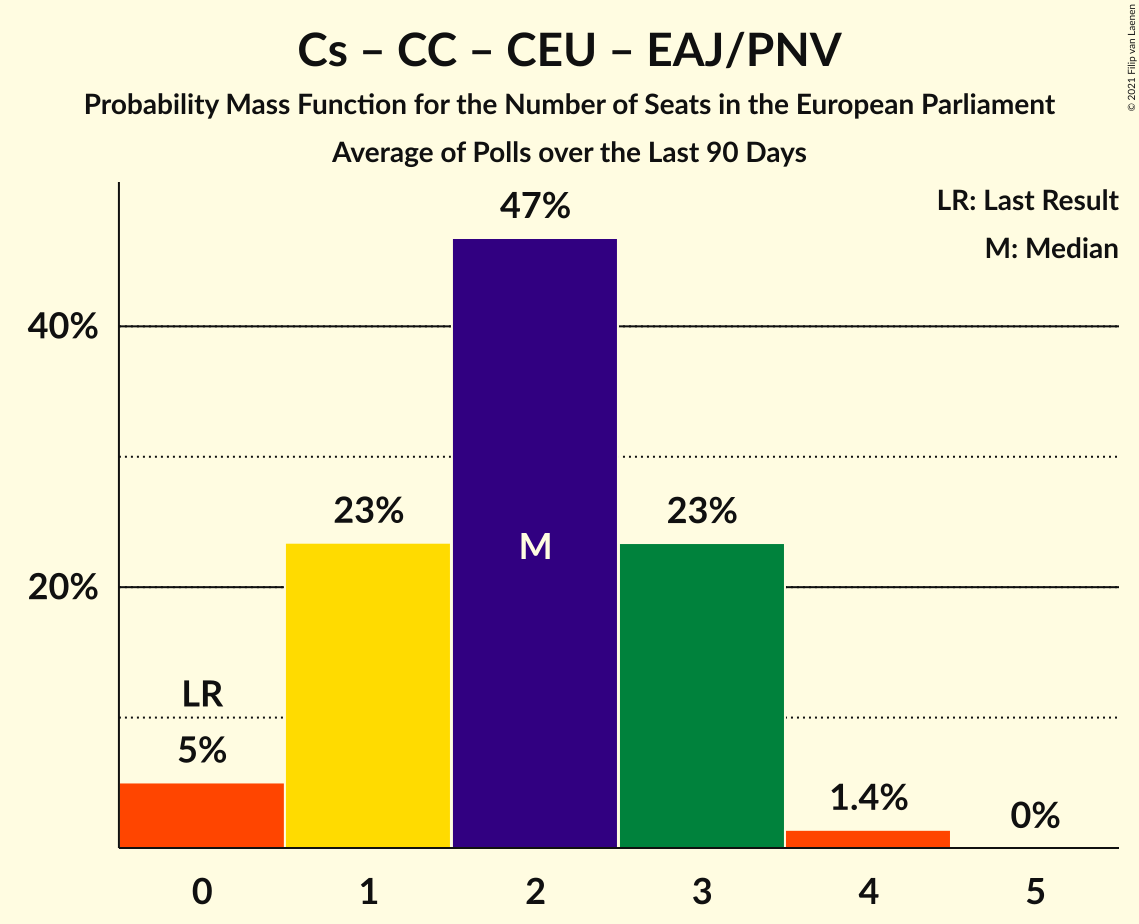 Cs – CC – CEU – EAJ/PNV
Probability Mass Function for the Number of Seats in the European Parliament
Average of Polls over the Last 90 Days
© 2021 Filip van Laenen
LR: Last Result
M: Median
47%
40%
23%
23%
M
20%
LR
5%
1.4%
0%
0 1 2 3 4 5